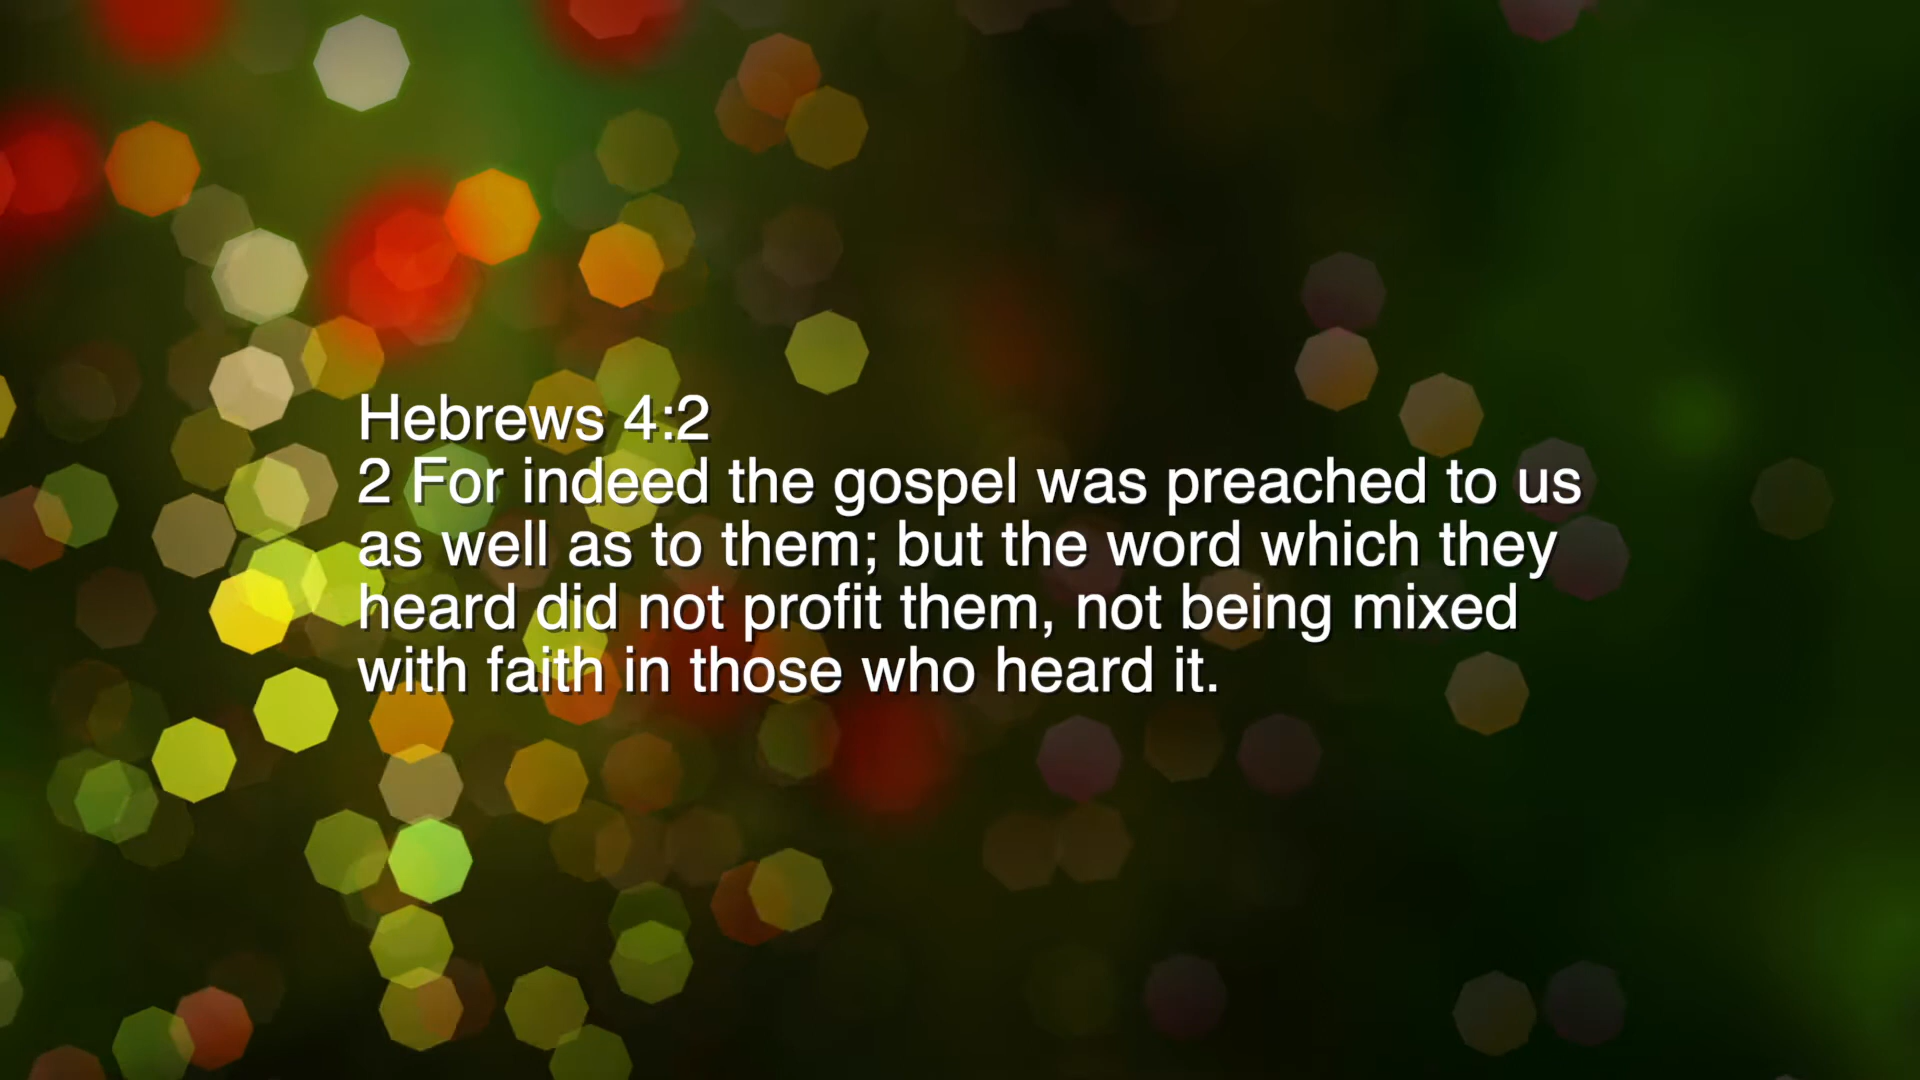 Hebrews 4:2
2 For indeed the gospel was preached to us
as well as to them; but the word which they
heard did not profit them, not being mixed
with faith in those who heard it.